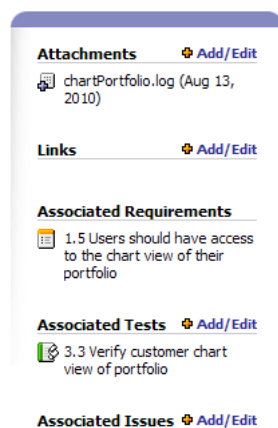 Attachments Add/Edit
chartPortfolio.log (Aug 13,
2010)
Links Add/Edit
Associated Requirements
1.5 Users should have access
to the chart view of their
portfolio
Associated Tests Add/Edit
3.3 Verify customer chart
view of portfolio
Associated Issues Add/Edit